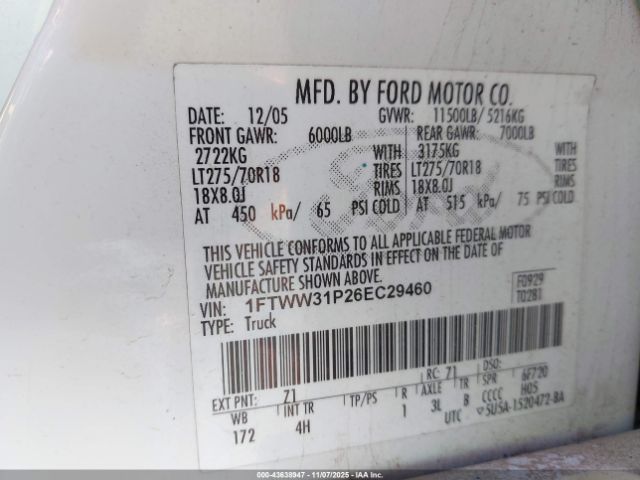 MFD. BY FORD MOTOR CO.
DATE: 12/05 GVWR: 11500LB/ 5216KG
FRONT GAWR: 6000LB REAR GAWR: 7000LB
2722KG WITH 3175KG WITH
LT275/70R18 TIRES LT275/70R18 TIRES
18X8.0J RIMS 18X8.0J RIMS
AT 450 kPa/ 65 PSI COLD AT 515 kPa/ 75 PSI COLD
THIS VEHICLE CONFORMS TO ALL APPLICABLE FEDERAL MOTOR
VEHICLE SAFETY STANDARDS IN EFFECT ON THE DATE OF
MANUFACTURE SHOWN ABOVE.
VIN: 1FTWW31P26EC29460 F0929
TYPE: Truck T0281
EXT PNT: Z1 RC: Z1 DSO:
WB INT TR TP/PS R AXLE TR SPR 6F720
172 4H 1 3L B CCCC H05
UTC ▽5U5A-1520472-BA
000-43638947 - 11/07/2025 - IAAI.com